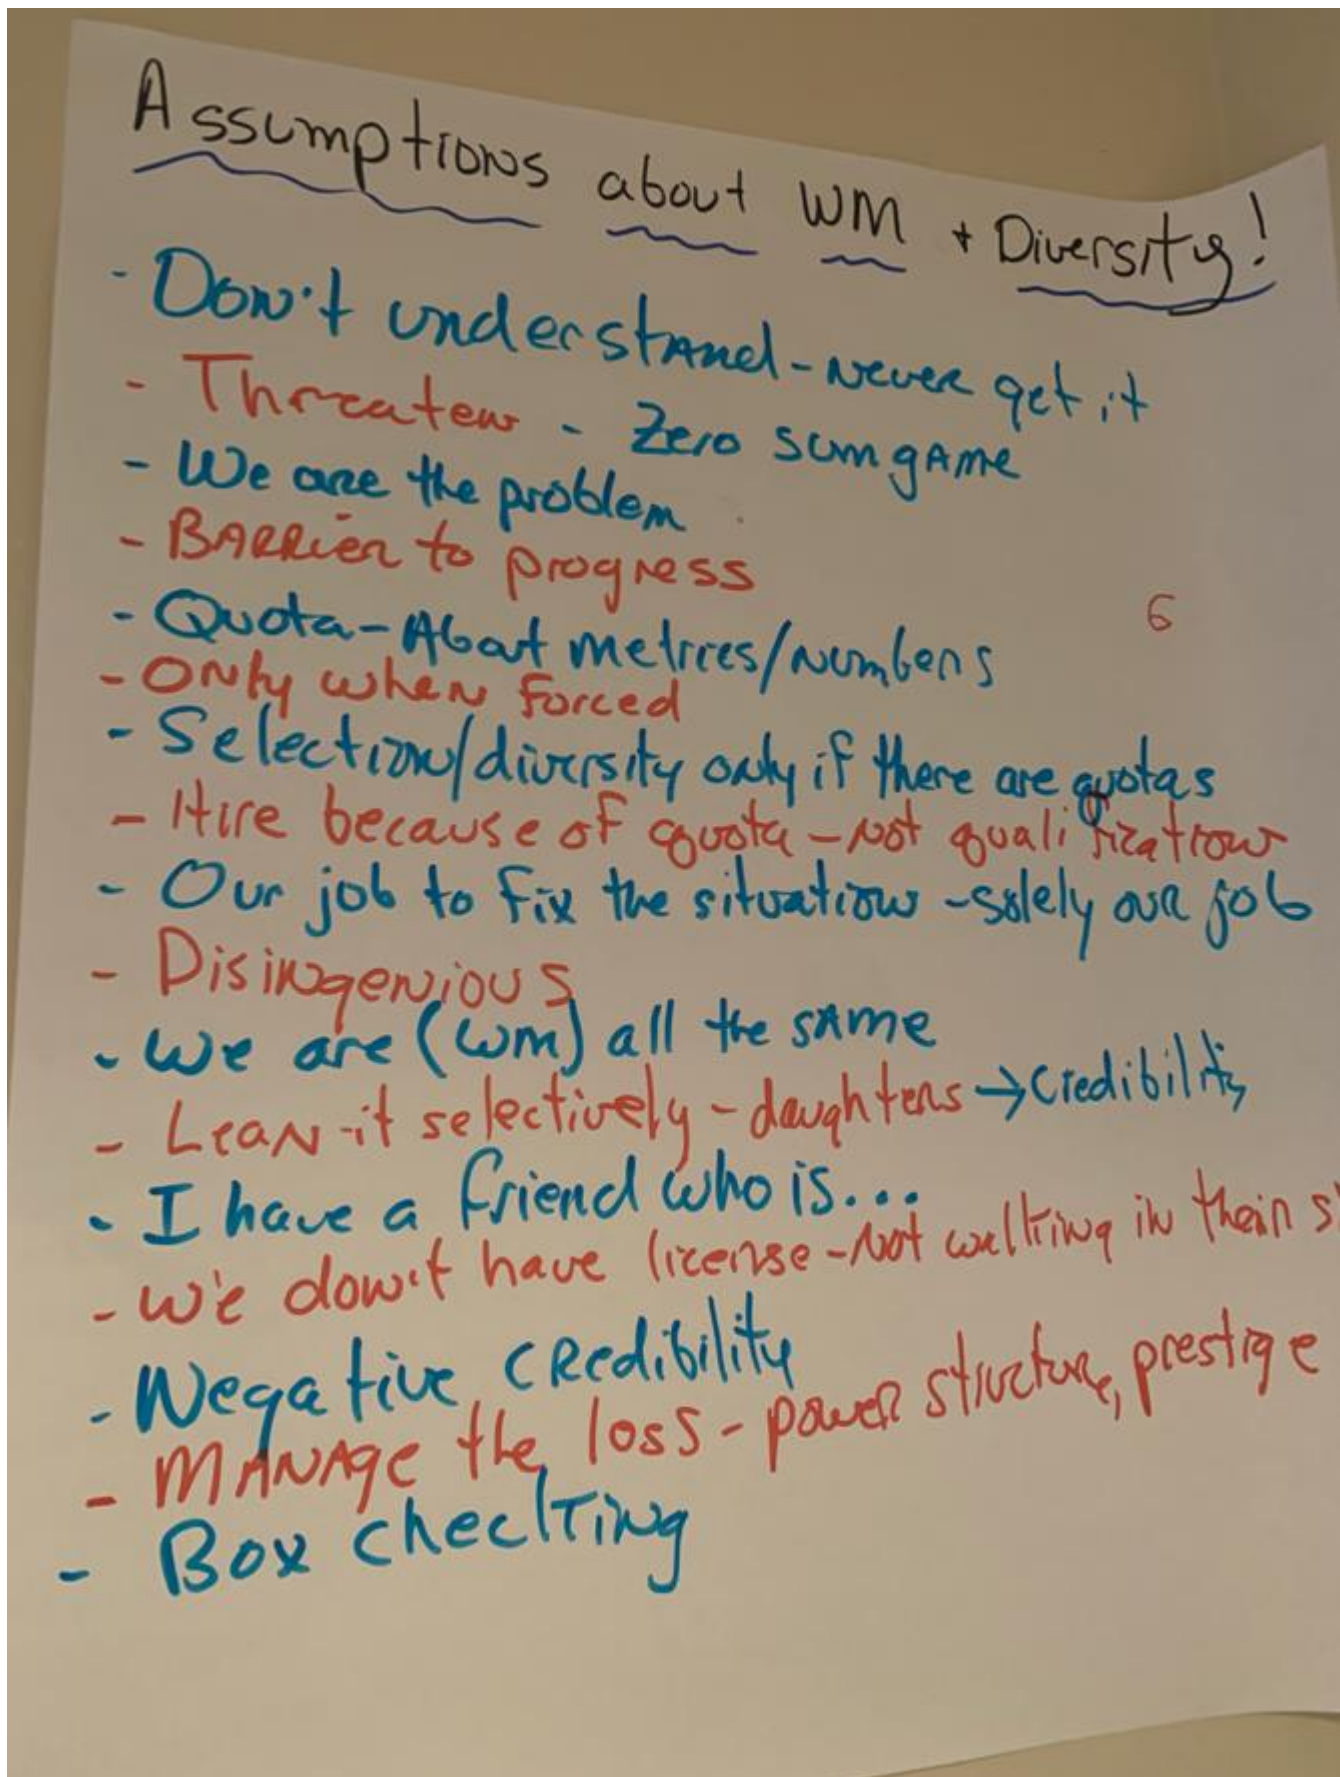 Assumptions about WM + Diversity!
- Don't understand - never get it
- Threaten - Zero sum game
- We are the problem
- Barrier to progress
6
- Quota - About metrics/numbers
- Only when forced
- Selection/diversity only if there are quotas
- Hire because of quota - not qualification
- Our job to fix the situation - solely our job
- Disingenious
- We are (WM) all the same
- Lean it selectively - daughters → Credibility
- I have a friend who is...
- We don't have license - Not walking in their s
- Negative credibility
- Manage the loss - power structure, prestige
- Box checking